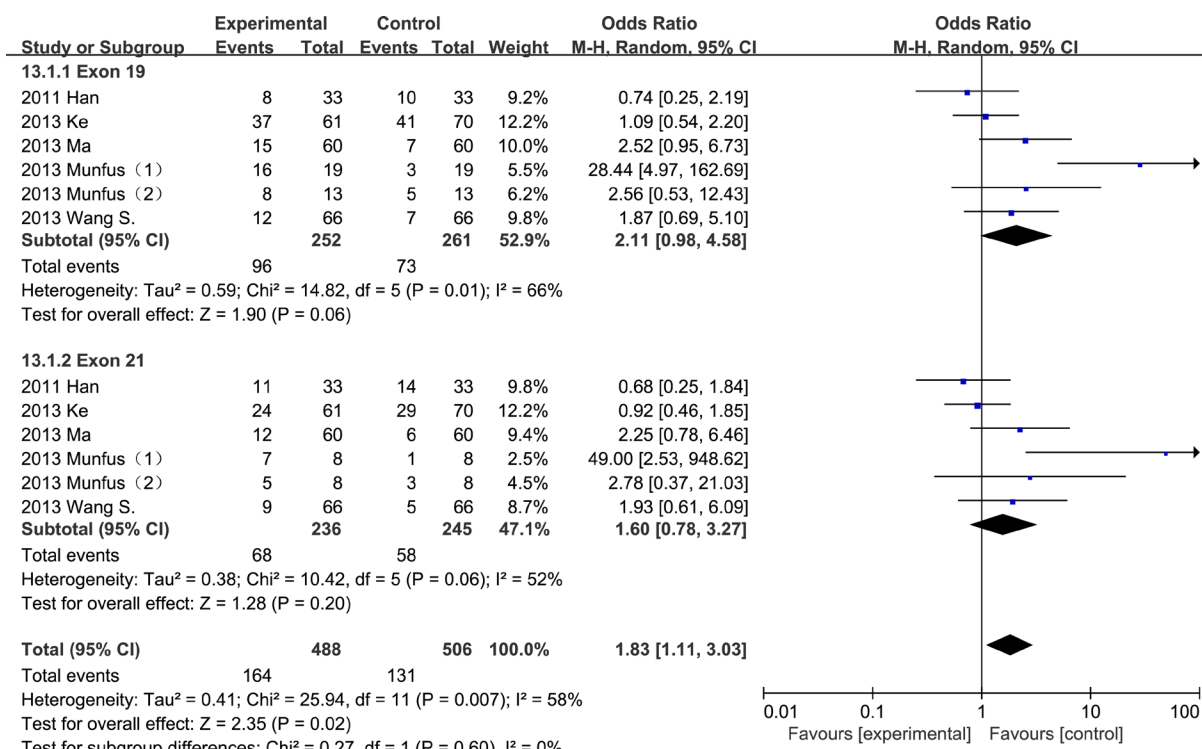 Experimental Control Odds Ratio Odds Ratio
Study or Subgroup Events Total Events Total Weight M-H, Random, 95% CI M-H, Random, 95% CI
13.1.1 Exon 19
2011 Han 8 33 10 33 9.2% 0.74 [0.25, 2.19]
2013 Ke 37 61 41 70 12.2% 1.09 [0.54, 2.20]
2013 Ma 15 60 7 60 10.0% 2.52 [0.95, 6.73]
2013 Munfus（1） 16 19 3 19 5.5% 28.44 [4.97, 162.69]
2013 Munfus（2） 8 13 5 13 6.2% 2.56 [0.53, 12.43]
2013 Wang S. 12 66 7 66 9.8% 1.87 [0.69, 5.10]
Subtotal (95% CI) 252 261 52.9% 2.11 [0.98, 4.58]
Total events 96 73
Heterogeneity: Tau² = 0.59; Chi² = 14.82, df = 5 (P = 0.01); I² = 66%
Test for overall effect: Z = 1.90 (P = 0.06)
13.1.2 Exon 21
2011 Han 11 33 14 33 9.8% 0.68 [0.25, 1.84]
2013 Ke 24 61 29 70 12.2% 0.92 [0.46, 1.85]
2013 Ma 12 60 6 60 9.4% 2.25 [0.78, 6.46]
2013 Munfus（1） 7 8 1 8 2.5% 49.00 [2.53, 948.62]
2013 Munfus（2） 5 8 3 8 4.5% 2.78 [0.37, 21.03]
2013 Wang S. 9 66 5 66 8.7% 1.93 [0.61, 6.09]
Subtotal (95% CI) 236 245 47.1% 1.60 [0.78, 3.27]
Total events 68 58
Heterogeneity: Tau² = 0.38; Chi² = 10.42, df = 5 (P = 0.06); I² = 52%
Test for overall effect: Z = 1.28 (P = 0.20)
Total (95% CI) 488 506 100.0% 1.83 [1.11, 3.03]
Total events 164 131
Heterogeneity: Tau² = 0.41; Chi² = 25.94, df = 11 (P = 0.007); I² = 58%
Test for overall effect: Z = 2.35 (P = 0.02)
Test for subgroup differences: Chi² = 0.27, df = 1 (P = 0.60), I² = 0%
0.01 0.1 1 10 100
Favours [experimental] Favours [control]